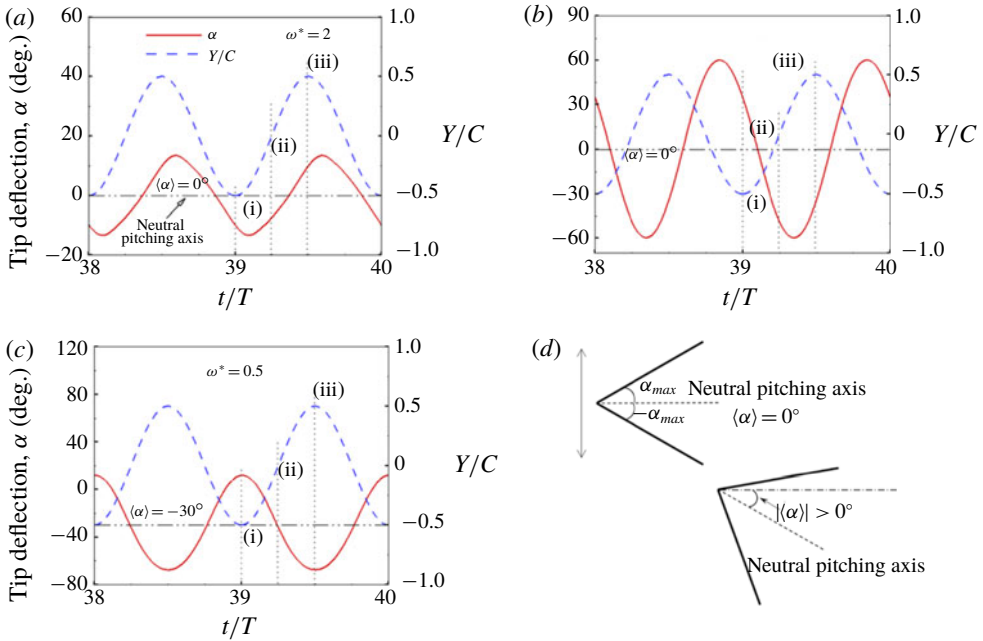 (a)
60
40
20
0
−20
Tip deflection, α (deg.)
α
Y/C
ω* = 2
(iii)
(ii)
(i)
⟨α⟩ = 0°
Neutral
pitching axis
1.0
0.5
0
−0.5
−1.0
Y/C
38
39
40
t/T
(b)
90
60
30
0
−30
−60
(iii)
(ii)
(i)
⟨α⟩ = 0°
1.0
0.5
0
−0.5
−1.0
Y/C
38
39
40
t/T
(c)
120
80
40
0
−40
−80
Tip deflection, α (deg.)
ω* = 0.5
(iii)
(ii)
(i)
⟨α⟩ = −30°
1.0
0.5
0
−0.5
−1.0
Y/C
38
39
40
t/T
(d)
αmax
−αmax
Neutral pitching axis
⟨α⟩ = 0°
|⟨α⟩| > 0°
Neutral pitching axis